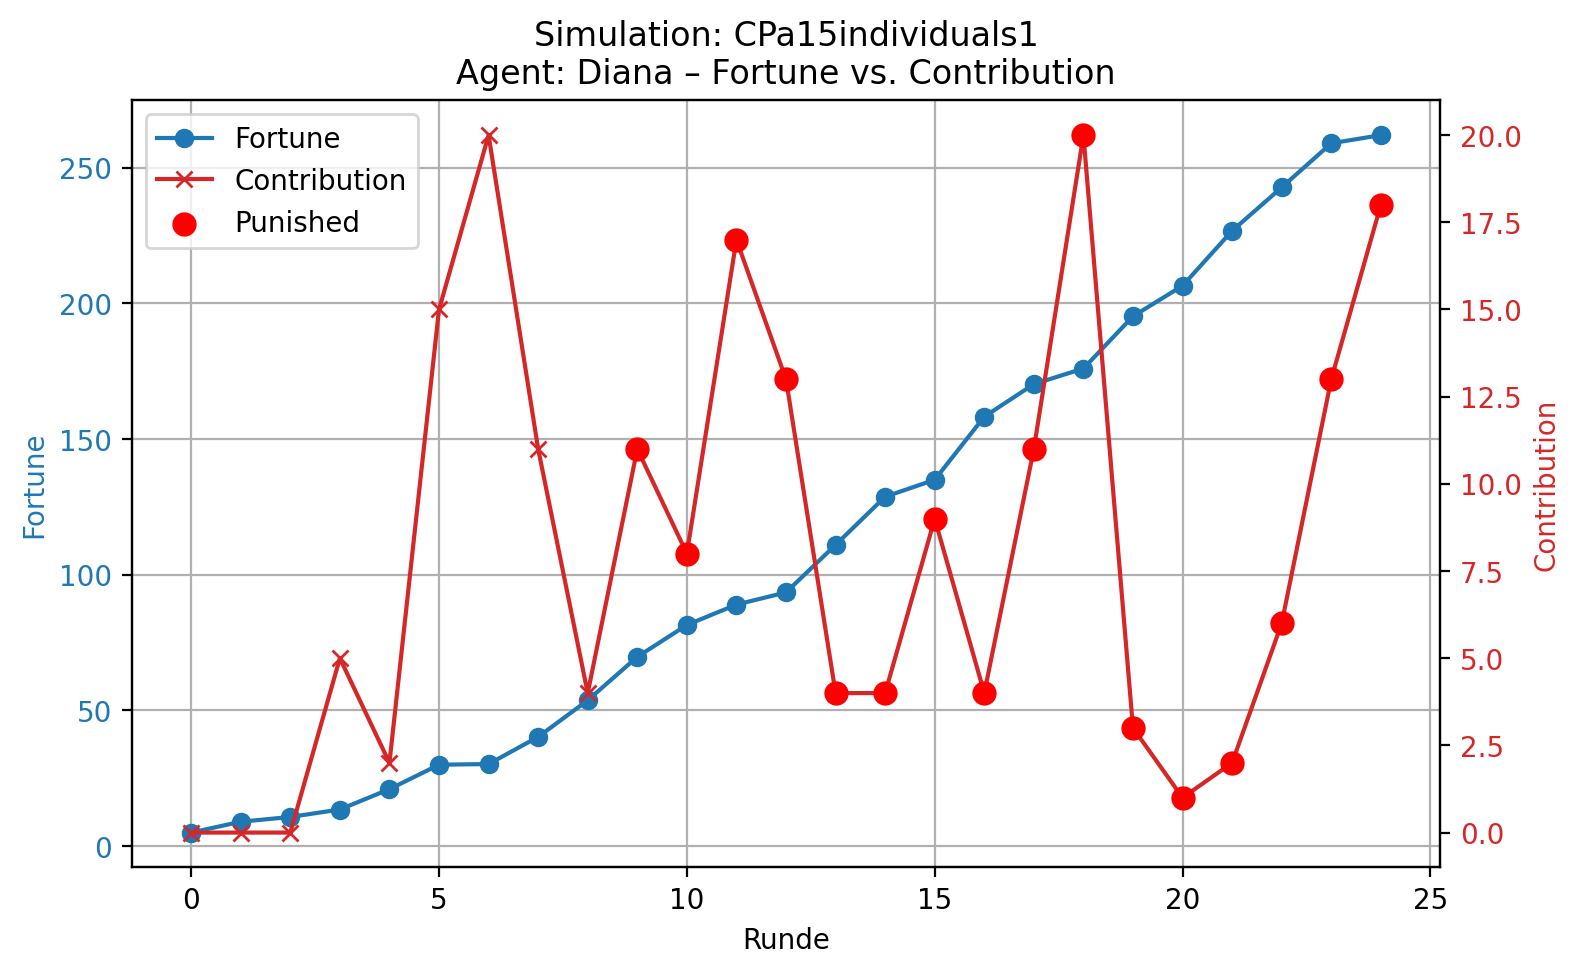 Simulation: CPa15individuals1
Agent: Diana – Fortune vs. Contribution
Fortune
Contribution
Punished
250
200
150
100
50
0
Fortune
20.0
17.5
15.0
12.5
10.0
7.5
5.0
2.5
0.0
Contribution
0 5 10 15 20 25
Runde